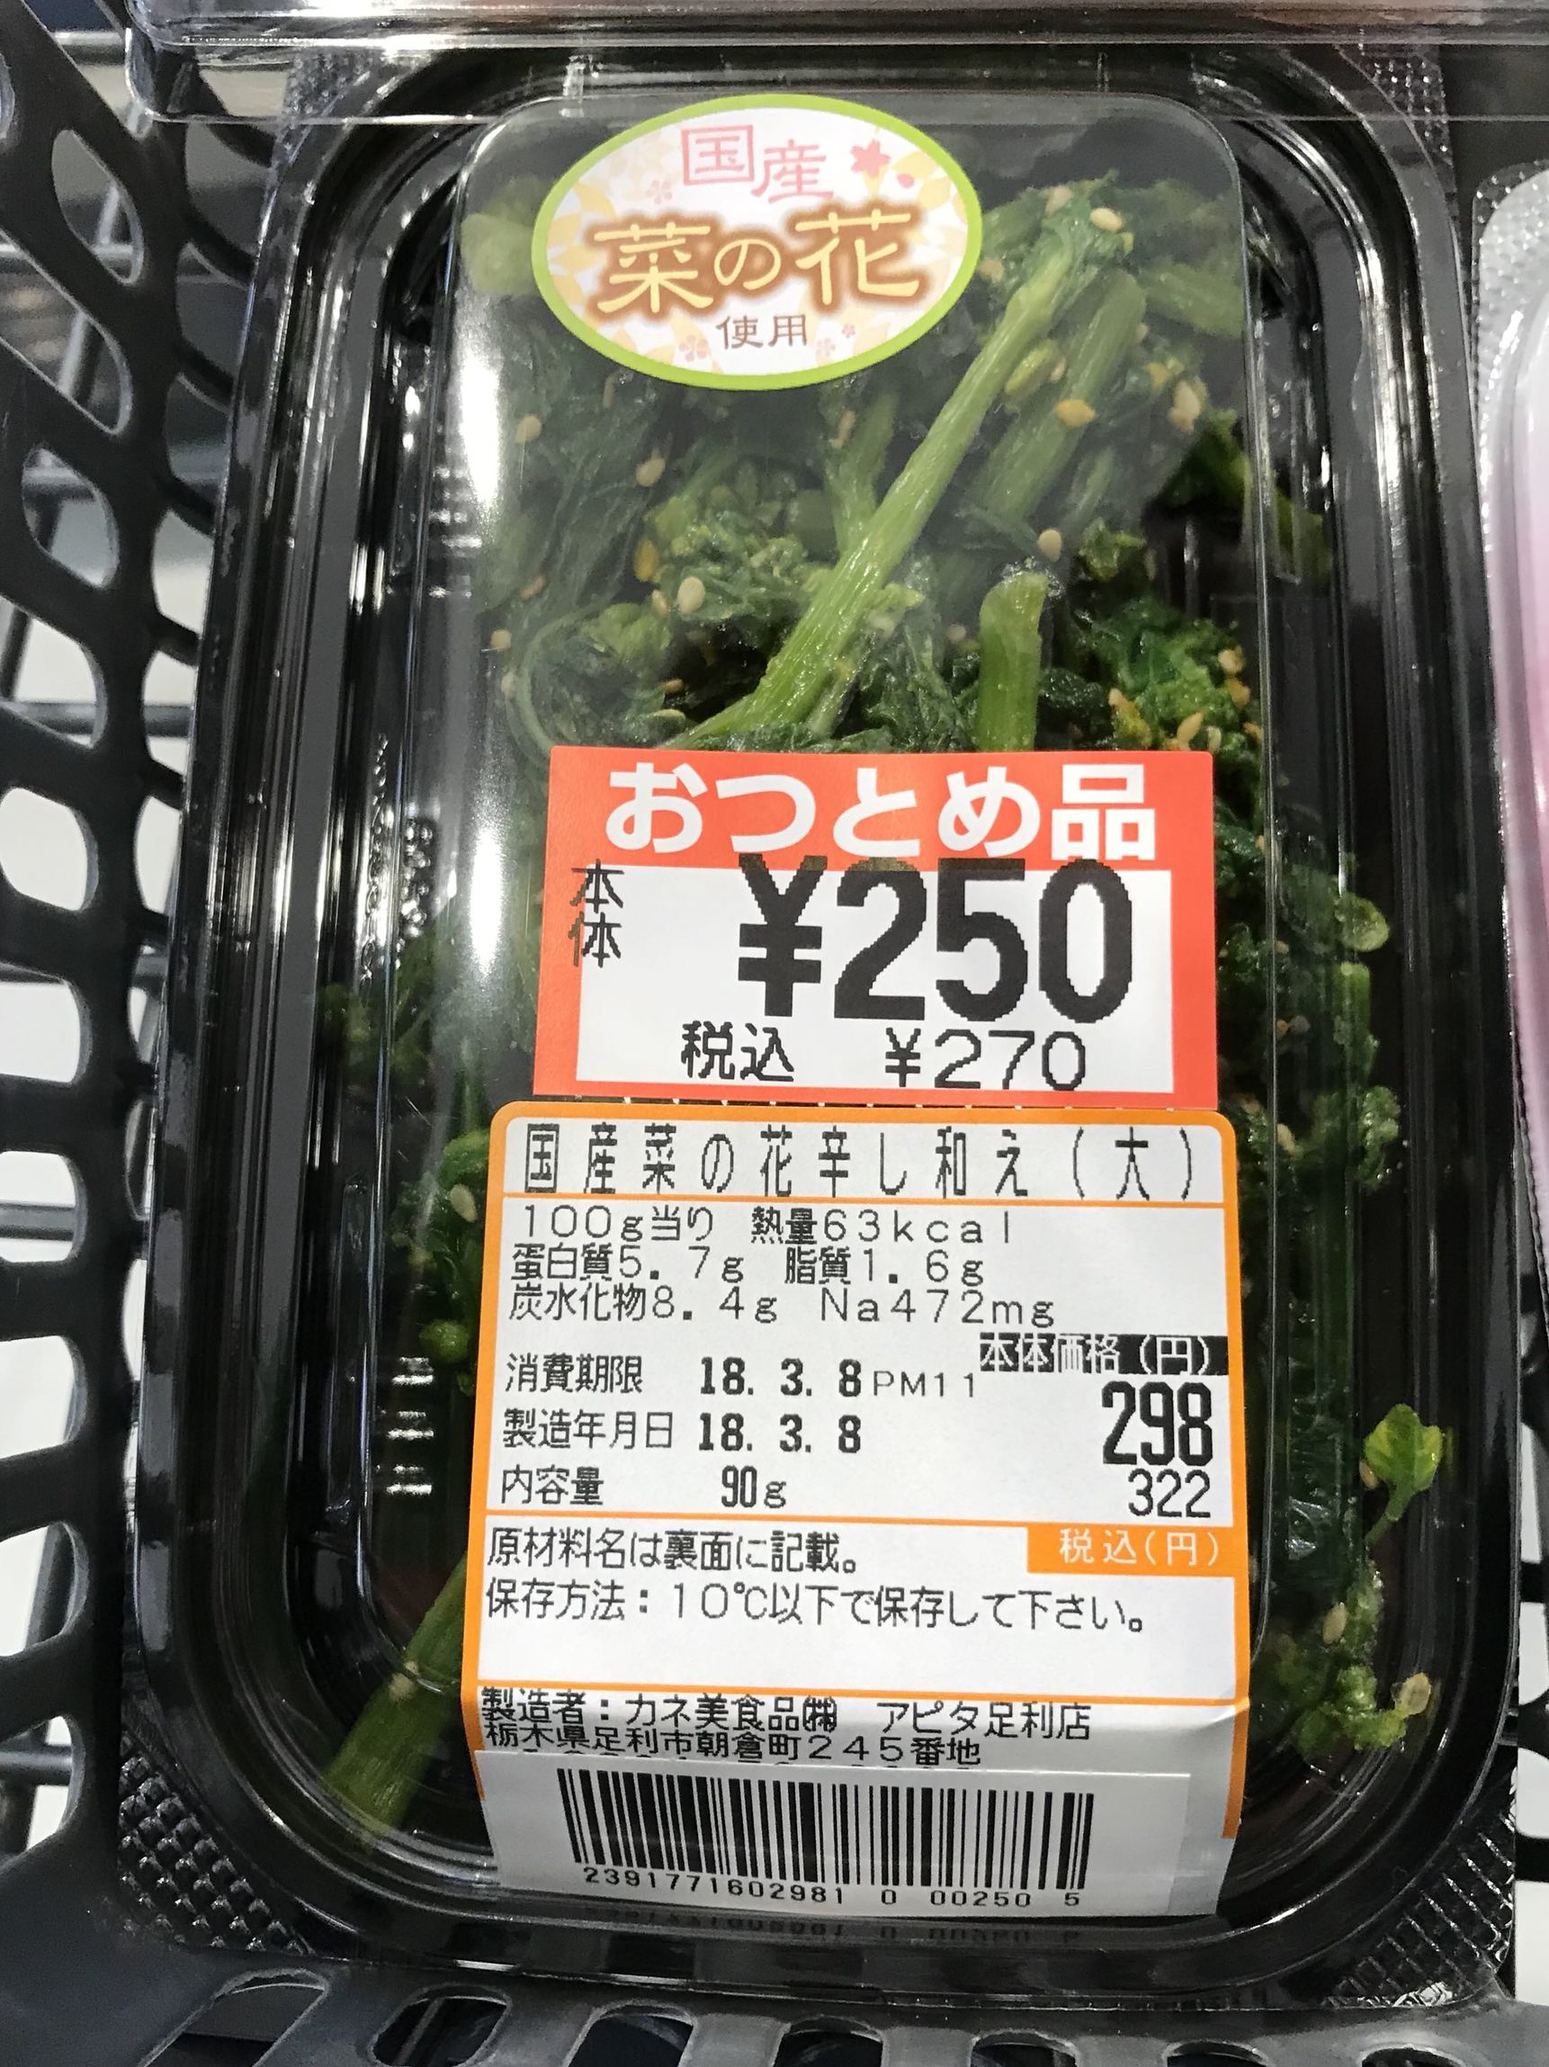 国産
菜の花
使用
おつとめ品
本体 ¥250
税込 ¥270
国産菜の花辛し和え(大)
100g当り 熱量63kcal
蛋白質5.7g 脂質1.6g
炭水化物8.4g Na472mg
本体価格(円)
消費期限 18.3.8PM11
298
製造年月日 18.3.8
322
内容量 90g
税込(円)
原材料名は裏面に記載。
保存方法:10℃以下で保存して下さい。
製造者:カネ美食品㈱ アピタ足利店
栃木県足利市朝倉町245番地
2391771602981 0 00250 5